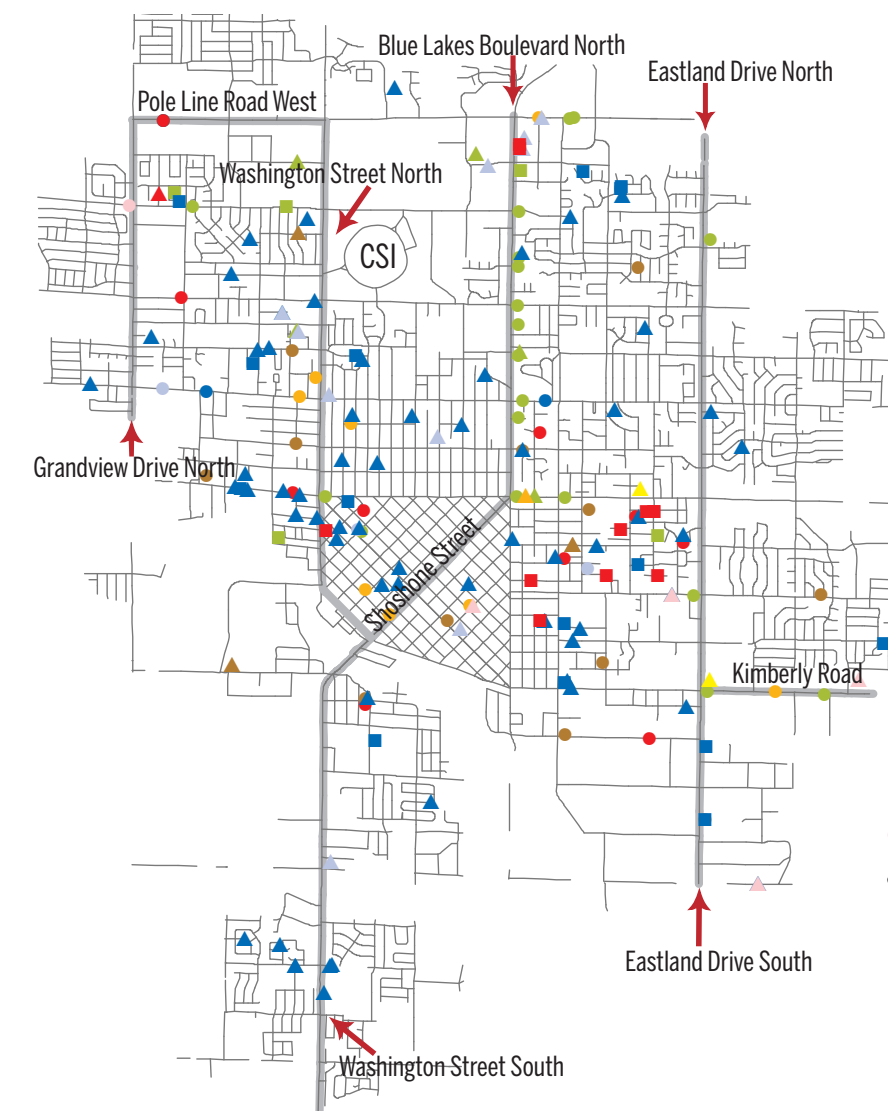 Blue Lakes Boulevard North
Eastland Drive North
Pole Line Road West
Washington Street North
CSI
Grandview Drive North
Shoshone Street
Kimberly Road
Eastland Drive South
Washington Street South